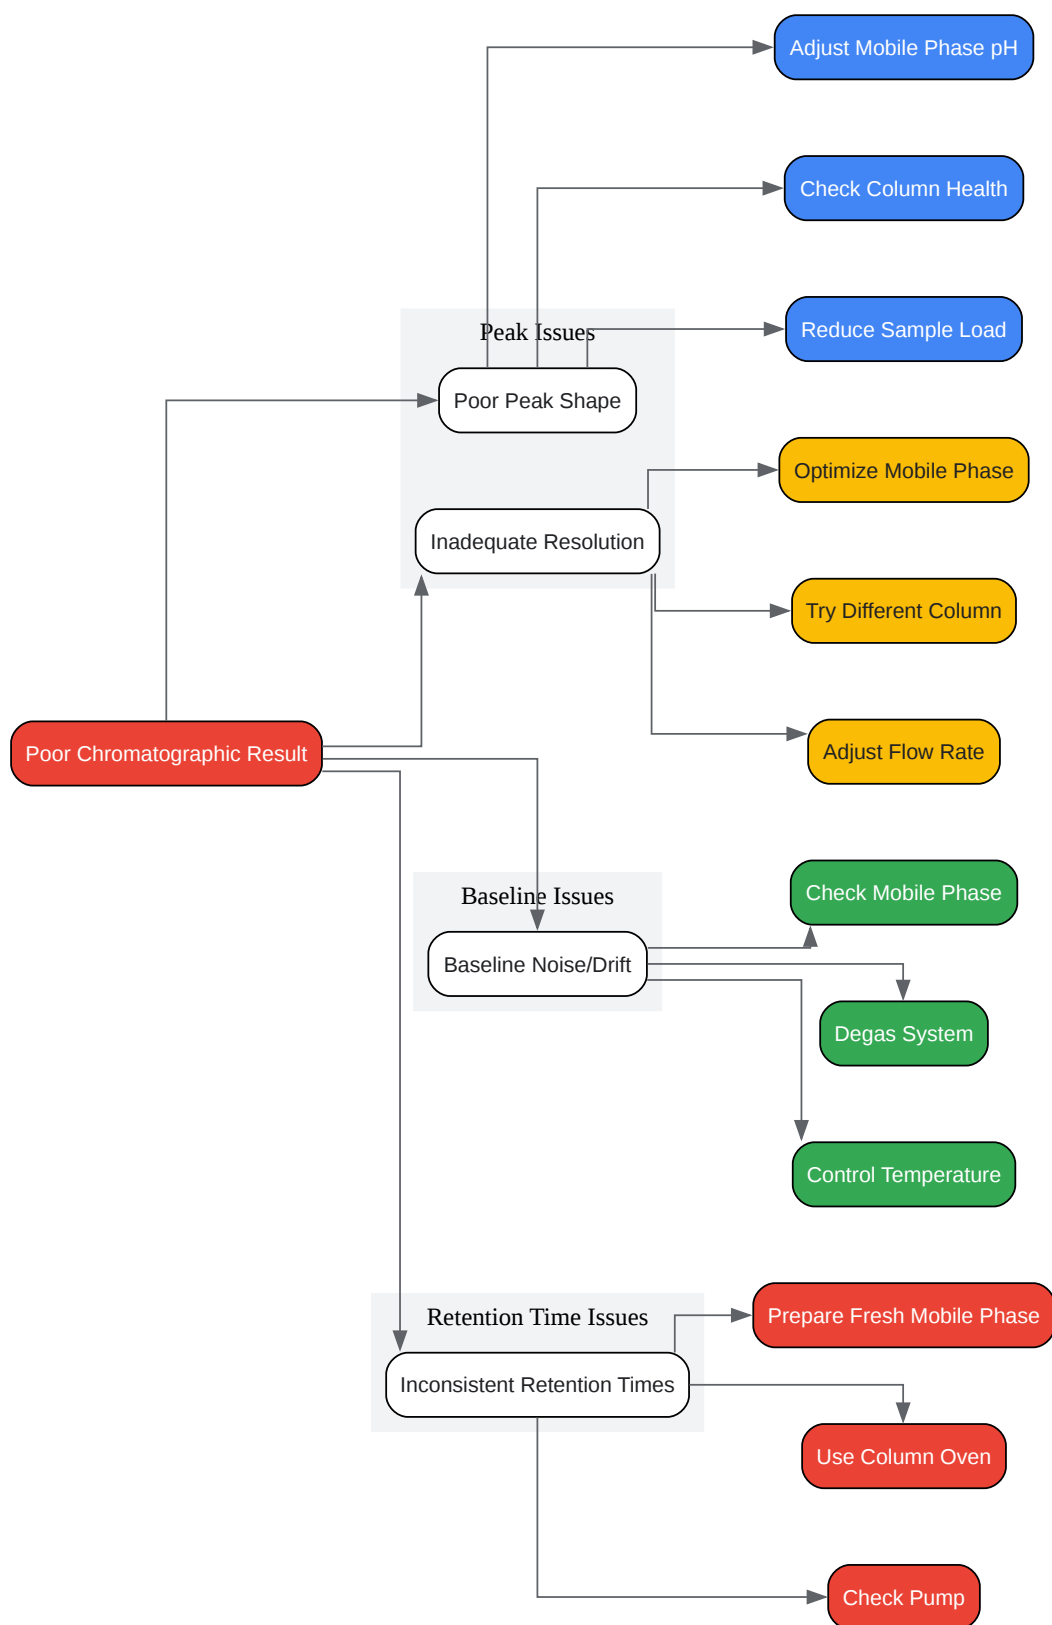 Adjust Mobile Phase pH
Check Column Health
Reduce Sample Load
Peak Issues
Poor Peak Shape
Optimize Mobile Phase
Inadequate Resolution
Try Different Column
Poor Chromatographic Result
Adjust Flow Rate
Check Mobile Phase
Baseline Issues
Baseline Noise/Drift
Degas System
Control Temperature
Prepare Fresh Mobile Phase
Retention Time Issues
Inconsistent Retention Times
Use Column Oven
Check Pump